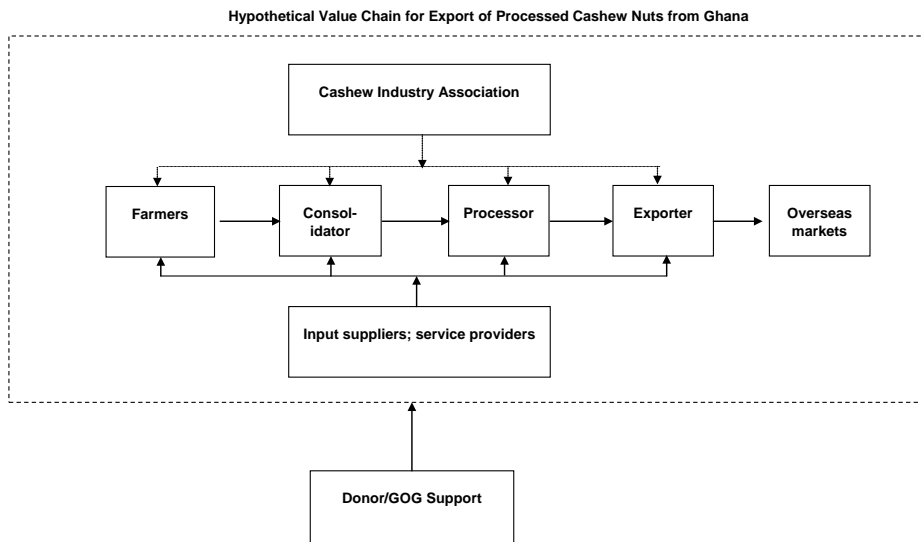 Hypothetical Value Chain for Export of Processed Cashew Nuts from Ghana
Cashew Industry Association
Farmers
Consol-
idator
Processor
Exporter
Overseas
markets
Input suppliers; service providers
Donor/GOG Support